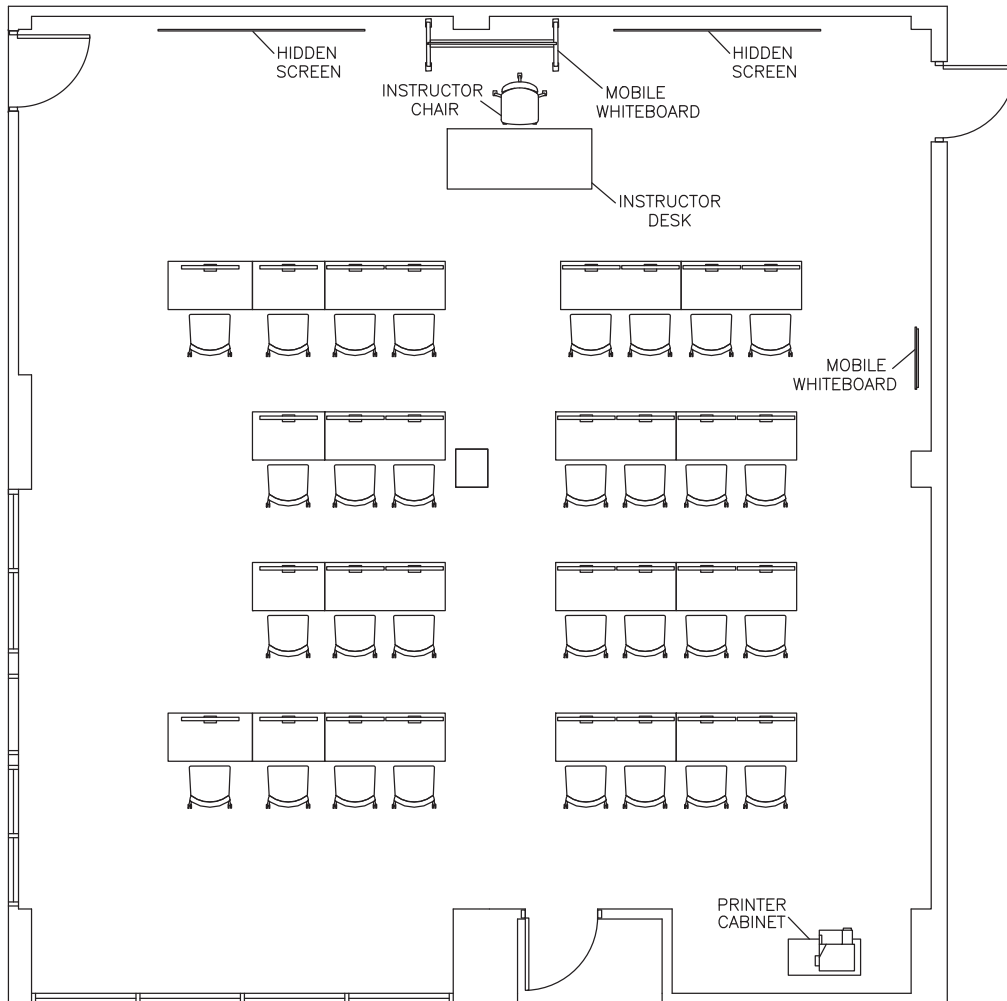 HIDDEN
SCREEN
HIDDEN
SCREEN
INSTRUCTOR
CHAIR
MOBILE
WHITEBOARD
INSTRUCTOR
DESK
MOBILE
WHITEBOARD
PRINTER
CABINET